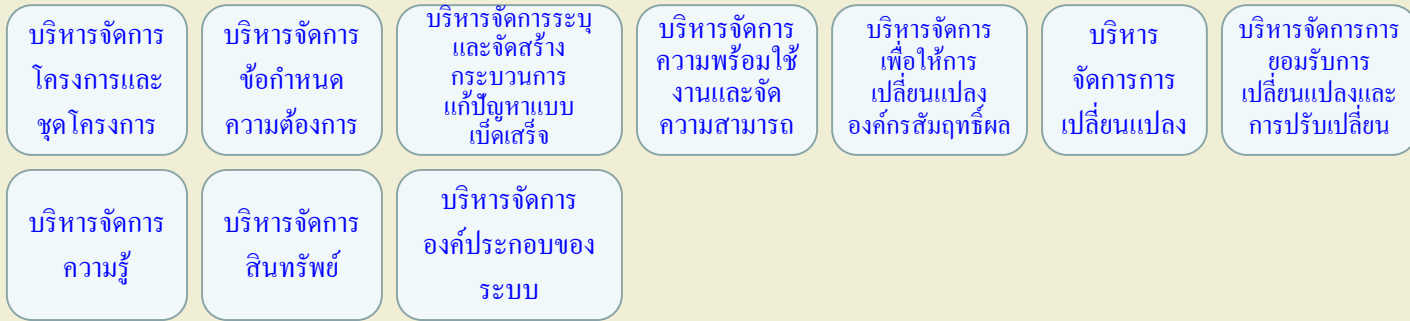 บริหารจัดการ
โครงการและ
ชุดโครงการ
บริหารจัดการ
ข้อกำหนด
ความต้องการ
บริหารจัดการระบุ
และจัดสร้าง
กระบวนการ
แก้ปัญหาแบบ
เบ็ดเสร็จ
บริหารจัดการ
ความพร้อมใช้
งานและจัด
ความสามารถ
บริหารจัดการ
เพื่อให้การ
เปลี่ยนแปลง
องค์กรสัมฤทธิ์ผล
บริหาร
จัดการการ
เปลี่ยนแปลง
บริหารจัดการการ
ยอมรับการ
เปลี่ยนแปลงและ
การปรับเปลี่ยน
บริหารจัดการ
ความรู้
บริหารจัดการ
สินทรัพย์
บริหารจัดการ
องค์ประกอบของ
ระบบ